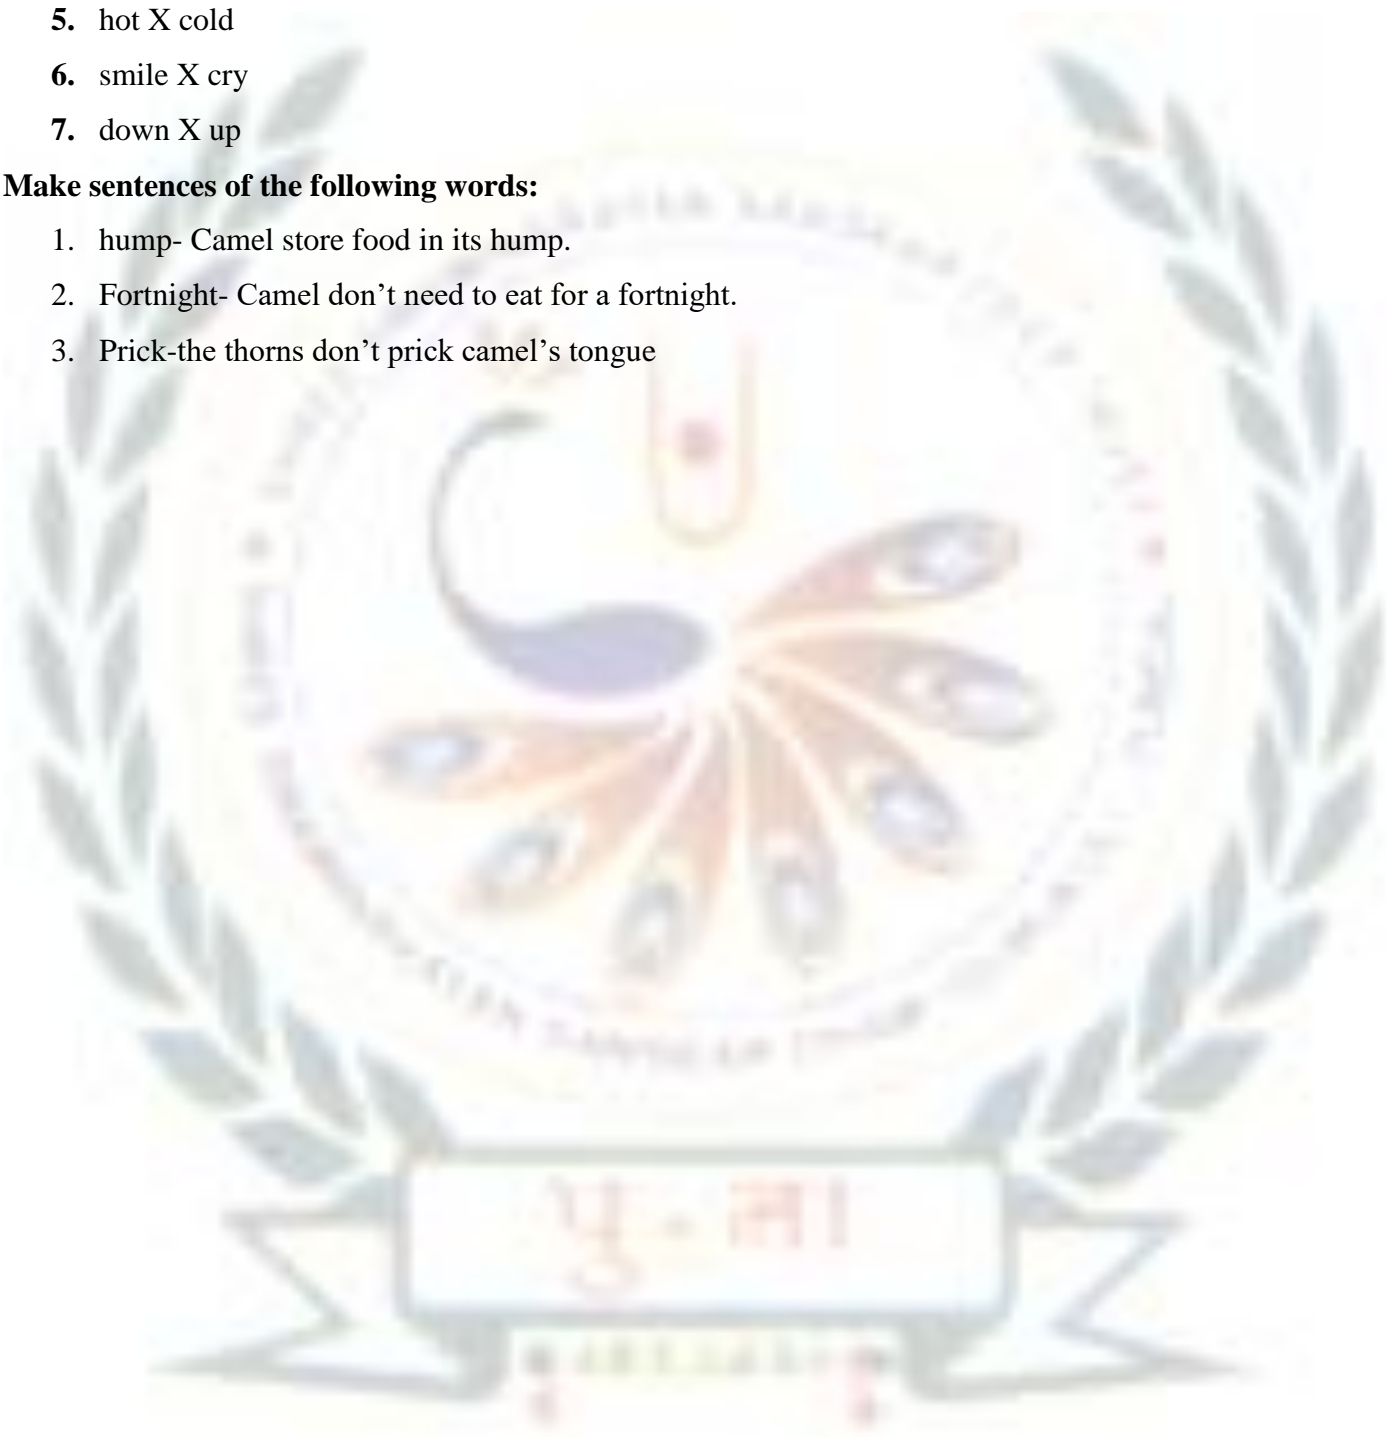 5. hot X cold
6. smile X cry
7. down X up
Make sentences of the following words:
1. hump- Camel store food in its hump.
2. Fortnight- Camel don’t need to eat for a fortnight.
3. Prick-the thorns don’t prick camel’s tongue
पु - ना